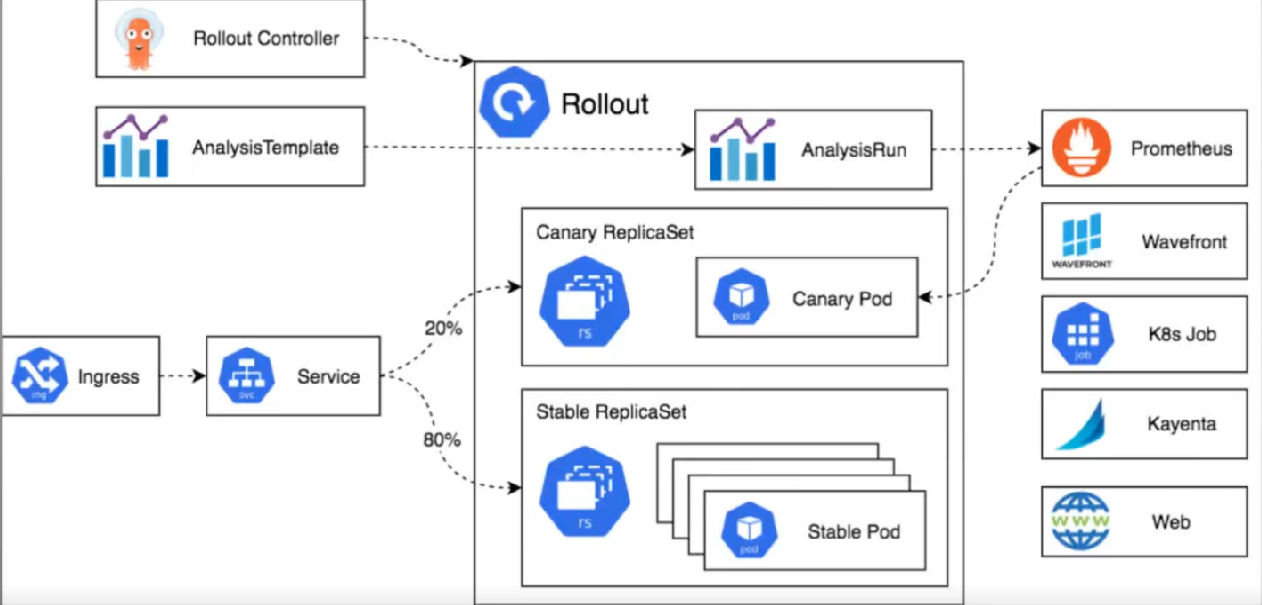 Rollout Controller
Rollout
AnalysisTemplate
AnalysisRun
Prometheus
Canary ReplicaSet
Wavefront
WAVEFRONT
rs
pod
Canary Pod
20%
K8s Job
job
Ingress
ing
Service
svc
80%
Stable ReplicaSet
Kayenta
rs
pod
Stable Pod
WWW
Web